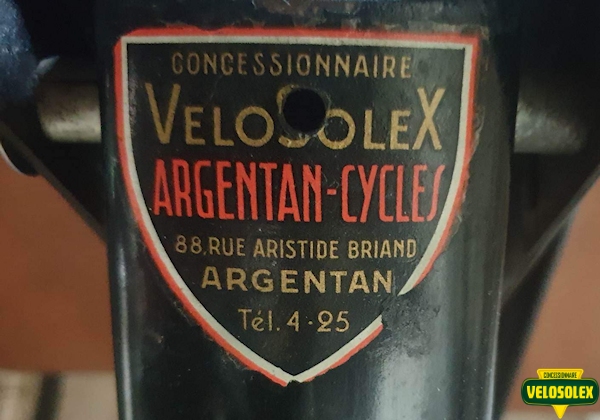 CONCESSIONNAIRE
VELOSOLEX
ARGENTAN-CYCLES
88, RUE ARISTIDE BRIAND
ARGENTAN
Tél. 4-25
CONCESSIONNAIRE
VELOSOLEX